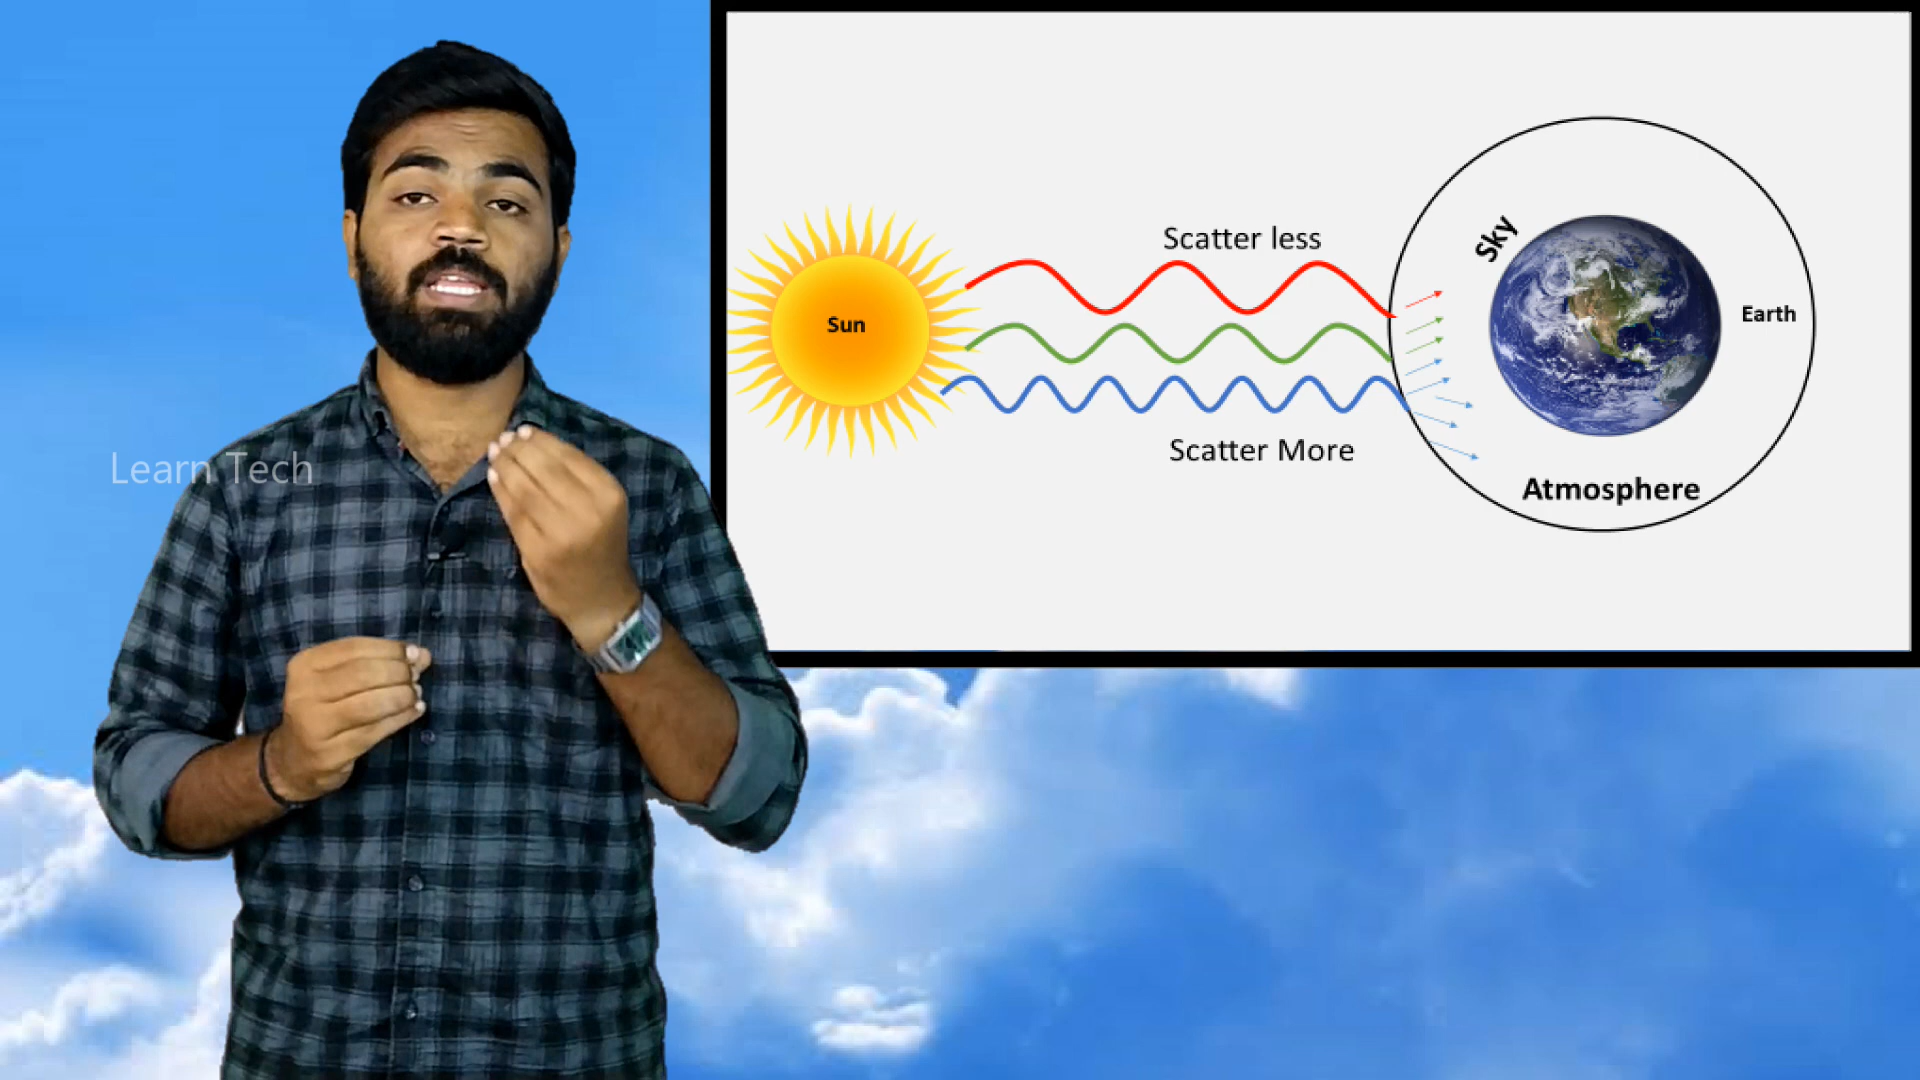 Learn Tech
Scatter less
Sun
Sky
Earth
Scatter More
Atmosphere